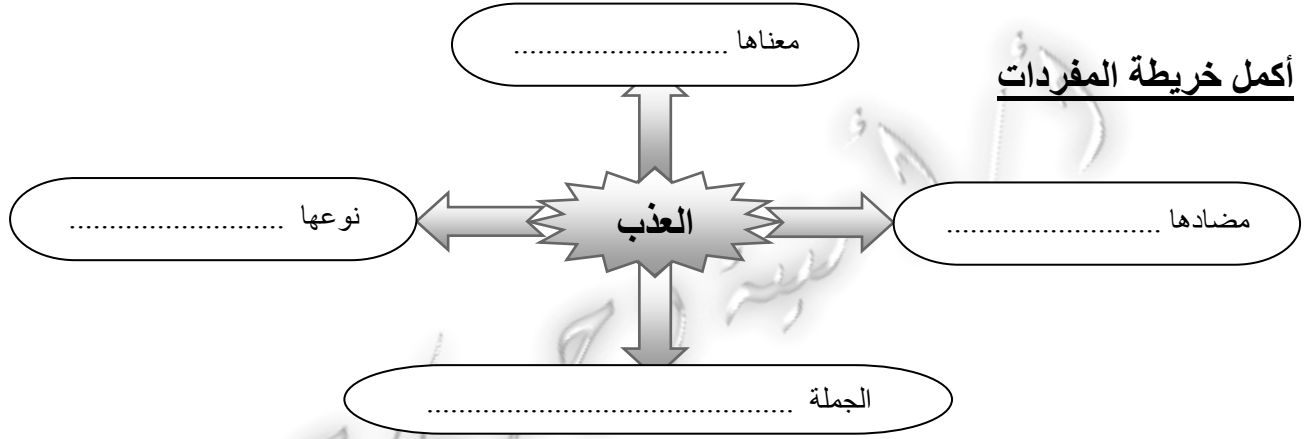 معناها ...........................
أكمل خريطة المفردات
مضادها ...........................
العذب
نوعها ...........................
الجملة ..............................................